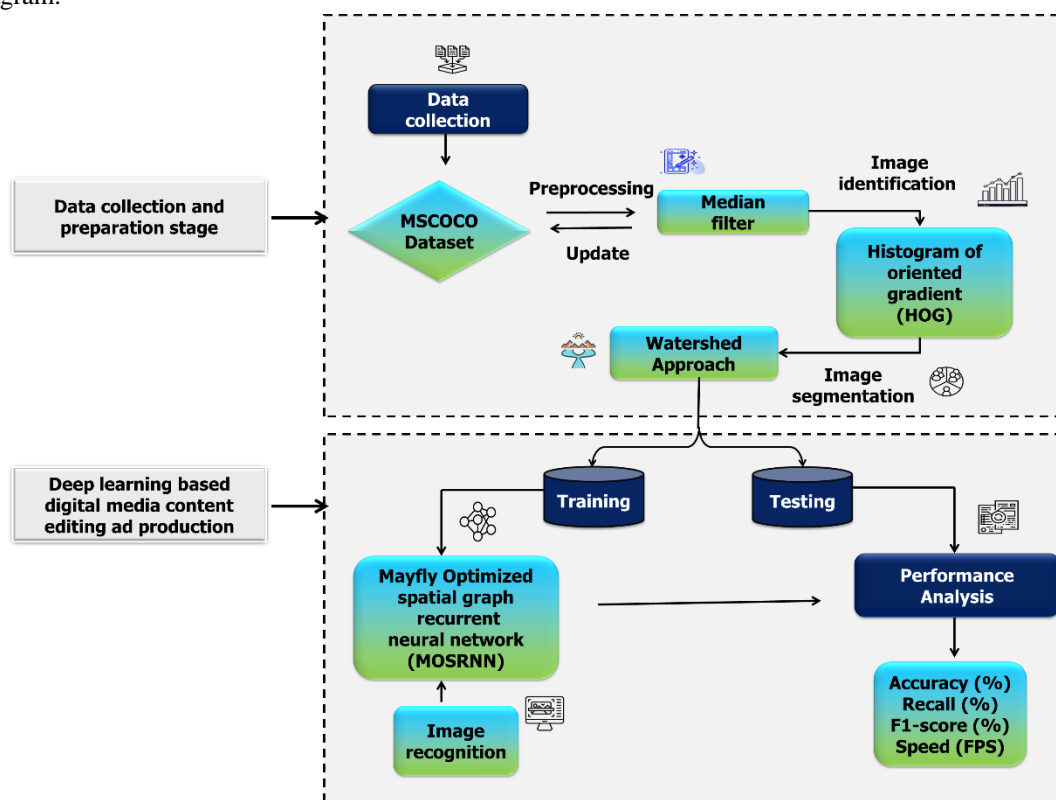 agram.
Data
collection
MSCOCO
Dataset
Preprocessing
Update
Median
filter
Image
identification
Histogram of
oriented
gradient
(HOG)
Data collection and
preparation stage
Watershed
Approach
Image
segmentation
Deep learning based
digital media content
editing ad production
Training
Testing
Mayfly Optimized
spatial graph
recurrent
neural network
(MOSRNN)
Performance
Analysis
Image
recognition
Accuracy (%)
Recall (%)
F1-score (%)
Speed (FPS)